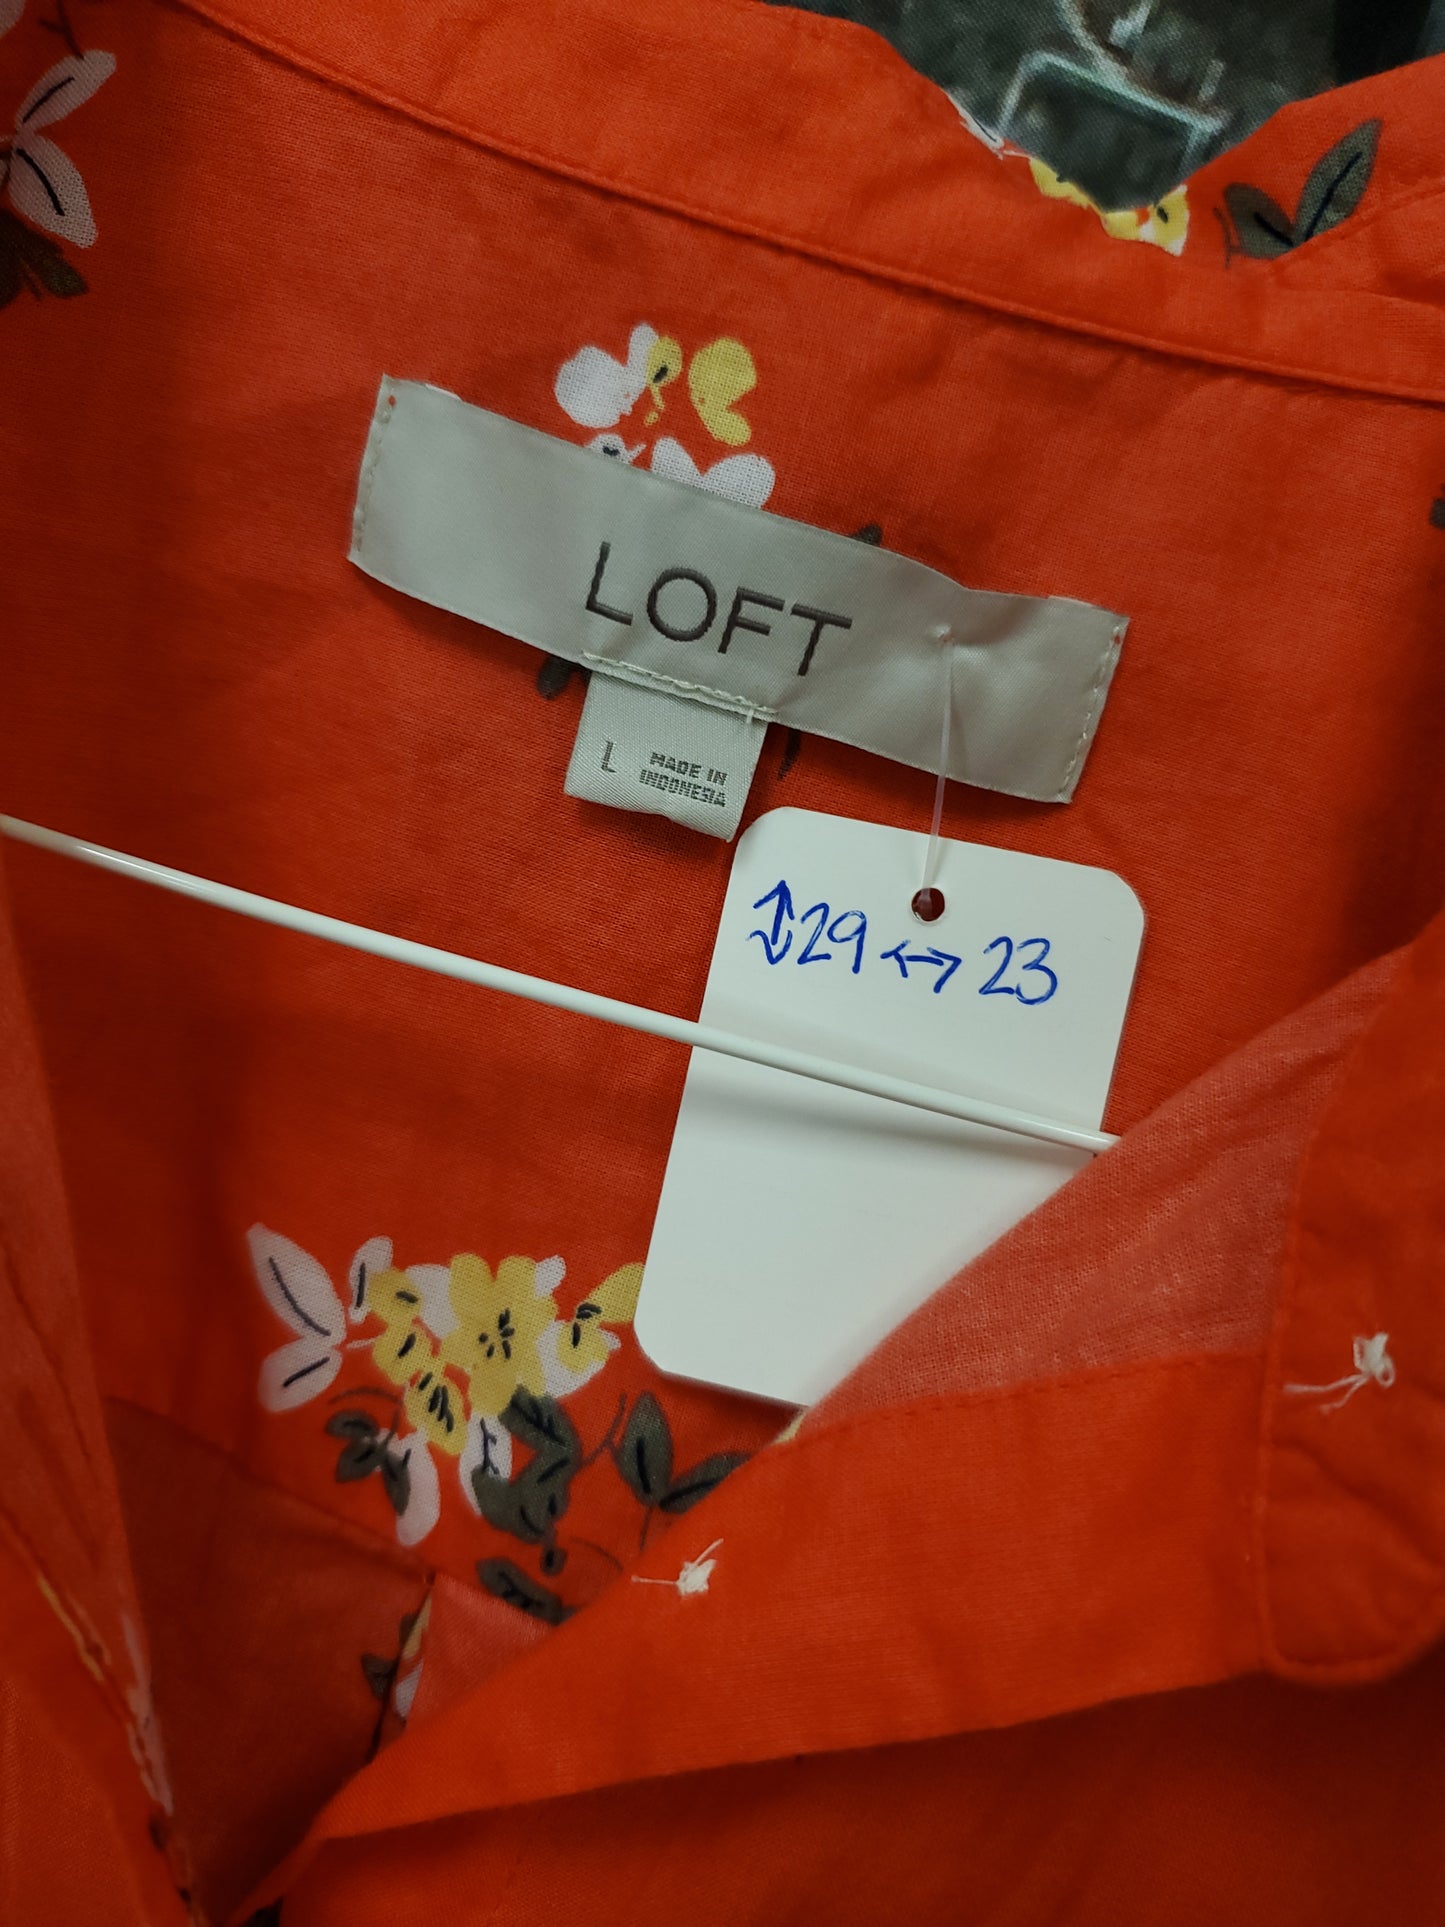 LOFT
L MADE IN
INDONESIA
↕29 ↔ 23